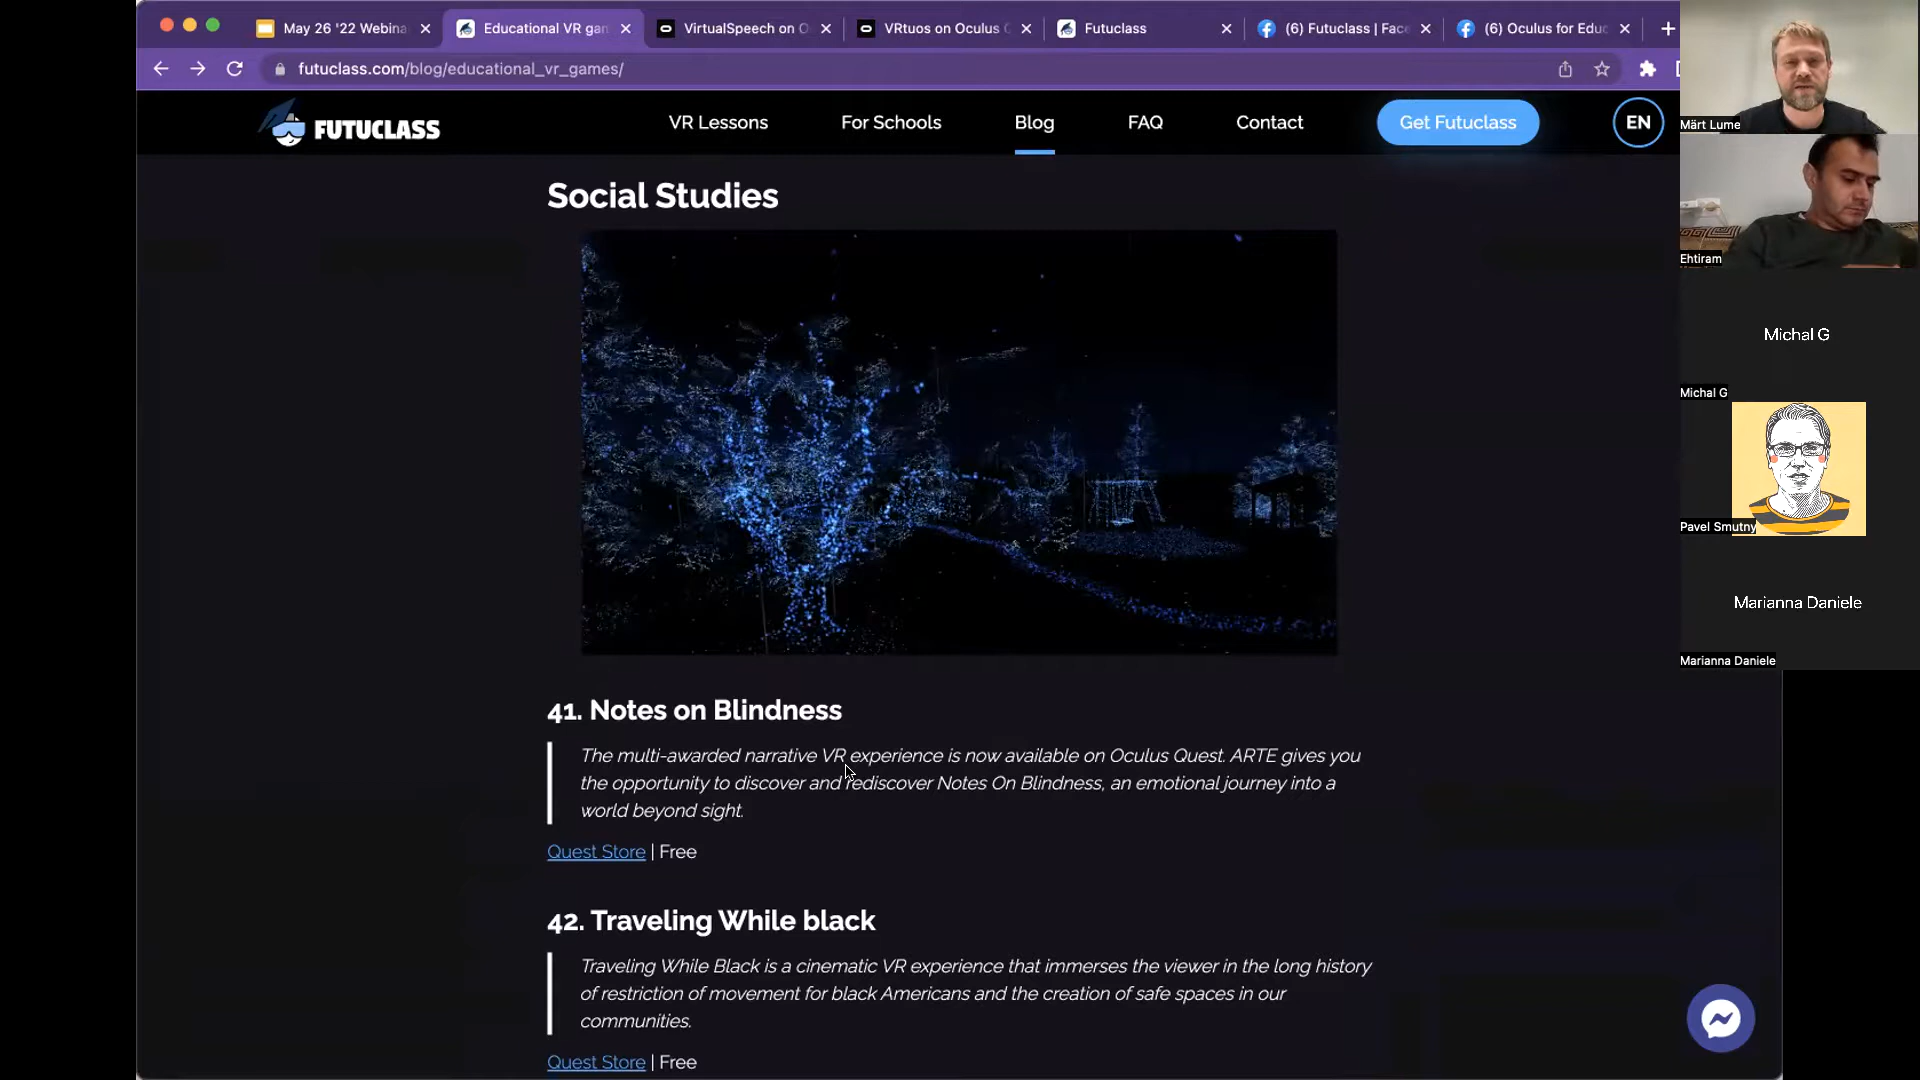 May 26 '22 Webina
Educational VR gan
VirtualSpeech on O
VRtuos on Oculus Q
Futuclass
(6) Futuclass | Face
(6) Oculus for Educ
futuclass.com/blog/educational_vr_games/
FUTUCLASS
VR Lessons
For Schools
Blog
FAQ
Contact
Get Futuclass
EN
Social Studies
41. Notes on Blindness
The multi-awarded narrative VR experience is now available on Oculus Quest. ARTE gives you
the opportunity to discover and rediscover Notes On Blindness, an emotional journey into a
world beyond sight.
Quest Store | Free
42. Traveling While black
Traveling While Black is a cinematic VR experience that immerses the viewer in the long history
of restriction of movement for black Americans and the creation of safe spaces in our
communities.
Quest Store | Free
Märt Lume
Ehtiram
Michal G
Michal G
Pavel Smutny
Marianna Daniele
Marianna Daniele